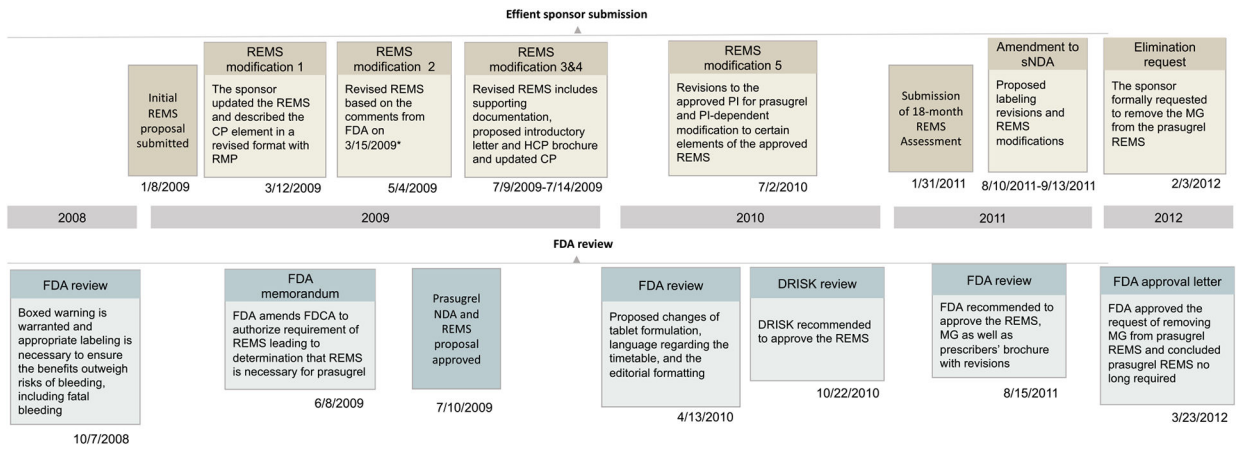 Effient sponsor submission
Initial
REMS
proposal
submitted
1/8/2009
REMS
modification 1
The sponsor
updated the REMS
and described the
CP element in a
revised format with
RMP
3/12/2009
REMS
modification 2
Revised REMS
based on the
comments from
FDA on
3/15/2009*
5/4/2009
REMS
modification 3&4
Revised REMS includes
supporting
documentation,
proposed introductory
letter and HCP brochure
and updated CP
7/9/2009-7/14/2009
REMS
modification 5
Revisions to the
approved PI for prasugrel
and PI-dependent
modification to certain
elements of the approved
REMS
7/2/2010
Submission
of 18-month
REMS
Assessment
1/31/2011
Amendment to
sNDA
Proposed
labeling
revisions and
REMS
modifications
8/10/2011-9/13/2011
Elimination
request
The sponsor
formally requested
to remove the MG
from the prasugrel
REMS
2/3/2012
2008
2009
2010
2011
2012
FDA review
FDA review
Boxed warning is
warranted and
appropriate labeling is
necessary to ensure
the benefits outweigh
risks of bleeding,
including fatal
bleeding
10/7/2008
FDA
memorandum
FDA amends FDCA to
authorize requirement of
REMS leading to
determination that REMS
is necessary for prasugrel
6/8/2009
Prasugrel
NDA and
REMS
proposal
approved
7/10/2009
FDA review
Proposed changes of
tablet formulation,
language regarding the
timetable, and the
editorial formatting
4/13/2010
DRISK review
DRISK recommended
to approve the REMS
10/22/2010
FDA review
FDA recommended to
approve the REMS,
MG as well as
prescribers' brochure
with revisions
8/15/2011
FDA approval letter
FDA approved the
request of removing
MG from prasugrel
REMS and concluded
prasugrel REMS no
long required
3/23/2012